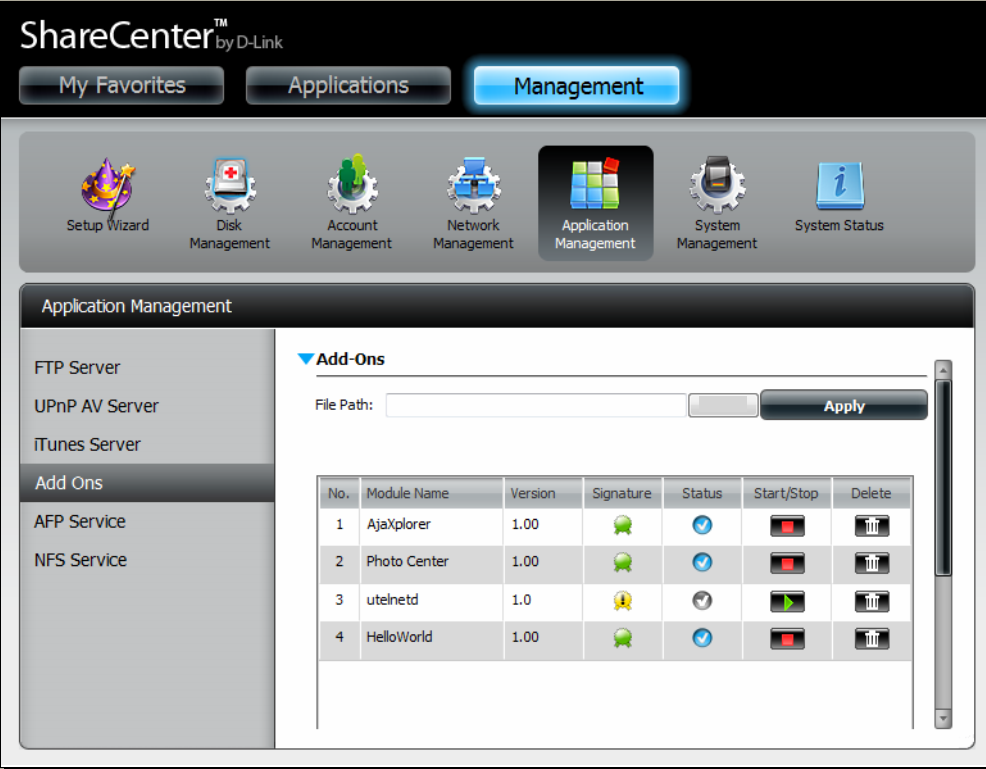 ShareCenter™ by D-Link
My Favorites Applications Management
Setup Wizard
Disk Management
Account Management
Network Management
Application Management
System Management
System Status
Application Management
FTP Server
UPnP AV Server
iTunes Server
Add Ons
AFP Service
NFS Service
Add-Ons
File Path: Apply
No. Module Name Version Signature Status Start/Stop Delete
1 AjaXplorer 1.00
2 Photo Center 1.00
3 utelnetd 1.0
4 HelloWorld 1.00